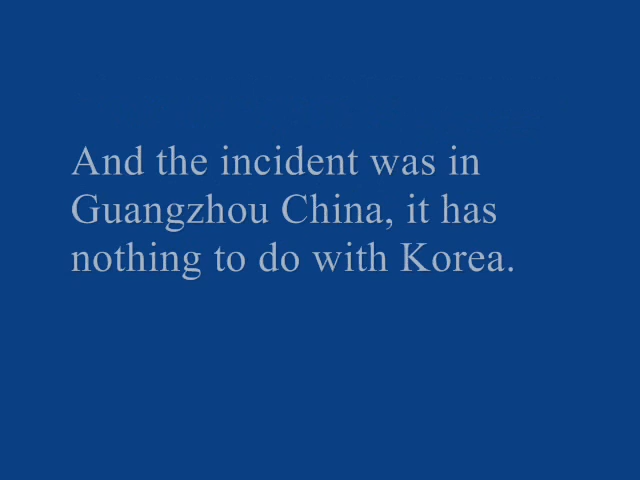 And the incident was in
Guangzhou China, it has
nothing to do with Korea.